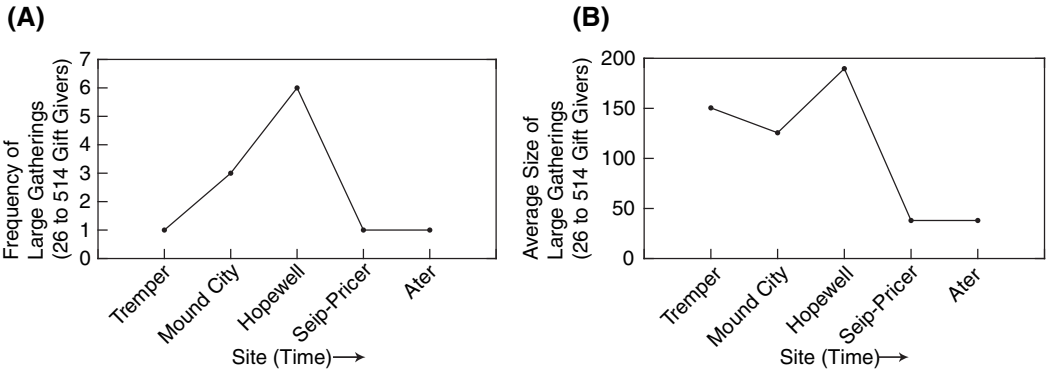 (A)
Frequency of
Large Gatherings
(26 to 514 Gift Givers)
7
6
5
4
3
2
1
0
Tremper
Mound City
Hopewell
Seip-Pricer
Ater
Site (Time)
(B)
Average Size of
Large Gatherings
(26 to 514 Gift Givers)
200
150
100
50
0
Tremper
Mound City
Hopewell
Seip-Pricer
Ater
Site (Time)